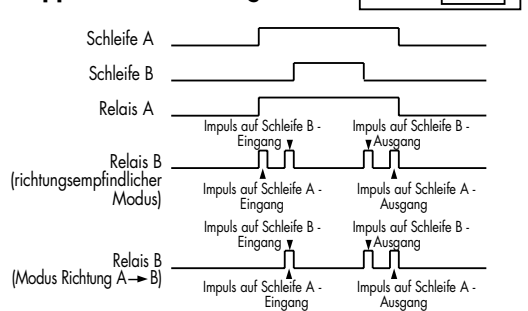 Schleife A
Schleife B
Relais A
Impuls auf Schleife B - Eingang
Impuls auf Schleife B - Ausgang
Relais B
(richtungsempfindlicher
Modus)
Impuls auf Schleife A - Eingang
Impuls auf Schleife A - Ausgang
Impuls auf Schleife B - Eingang
Impuls auf Schleife B - Ausgang
Relais B
(Modus Richtung A→B)
Impuls auf Schleife A - Eingang
Impuls auf Schleife A - Ausgang